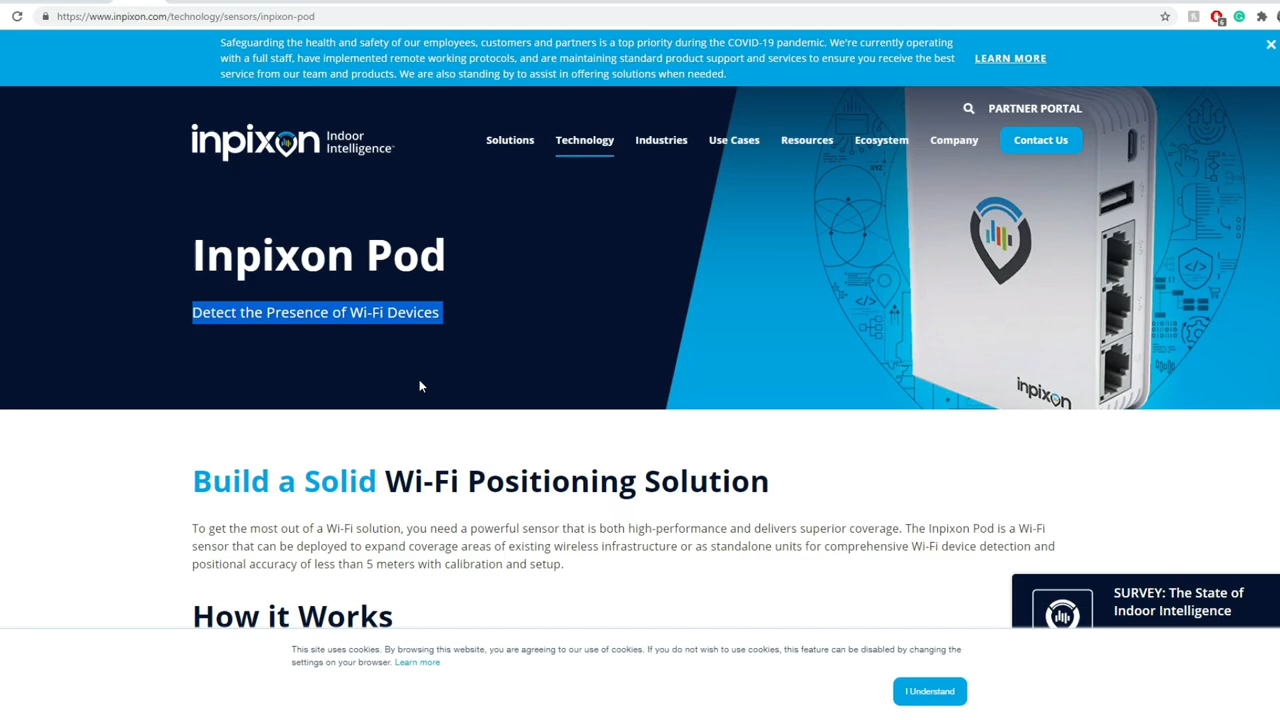 https://www.inpixon.com/technology/sensors/inpixon-pod
6
Safeguarding the health and safety of our employees, customers and partners is a top priority during the COVID-19 pandemic. We're currently operating
with a full staff, have implemented remote working protocols, and are maintaining standard product support and services to ensure you receive the best
service from our team and products. We are also standing by to assist in offering solutions when needed.
LEARN MORE
PARTNER PORTAL
inpixon Indoor Intelligence™
Solutions Technology Industries Use Cases Resources Ecosystem Company Contact Us
XYZ
Inpixon Pod
Detect the Presence of Wi-Fi Devices
inpixon
Build a Solid Wi-Fi Positioning Solution
To get the most out of a Wi-Fi solution, you need a powerful sensor that is both high-performance and delivers superior coverage. The Inpixon Pod is a Wi-Fi
sensor that can be deployed to expand coverage areas of existing wireless infrastructure or as standalone units for comprehensive Wi-Fi device detection and
positional accuracy of less than 5 meters with calibration and setup.
How it Works
SURVEY: The State of
Indoor Intelligence
This site uses cookies. By browsing this website, you are agreeing to our use of cookies. If you do not wish to use cookies, this feature can be disabled by changing the
settings on your browser. Learn more
I Understand